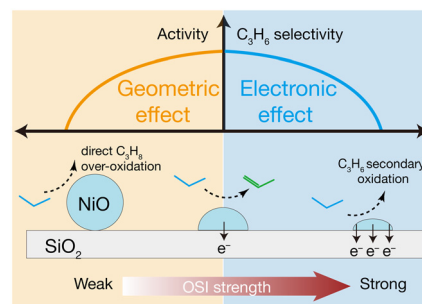 Activity
C₃H₆ selectivity
Geometric
effect
Electronic
effect
direct C₃H₈
over-oxidation
C₃H₆ secondary
oxidation
NiO
SiO₂
e⁻
e⁻ e⁻ e⁻
Weak
OSI strength
Strong